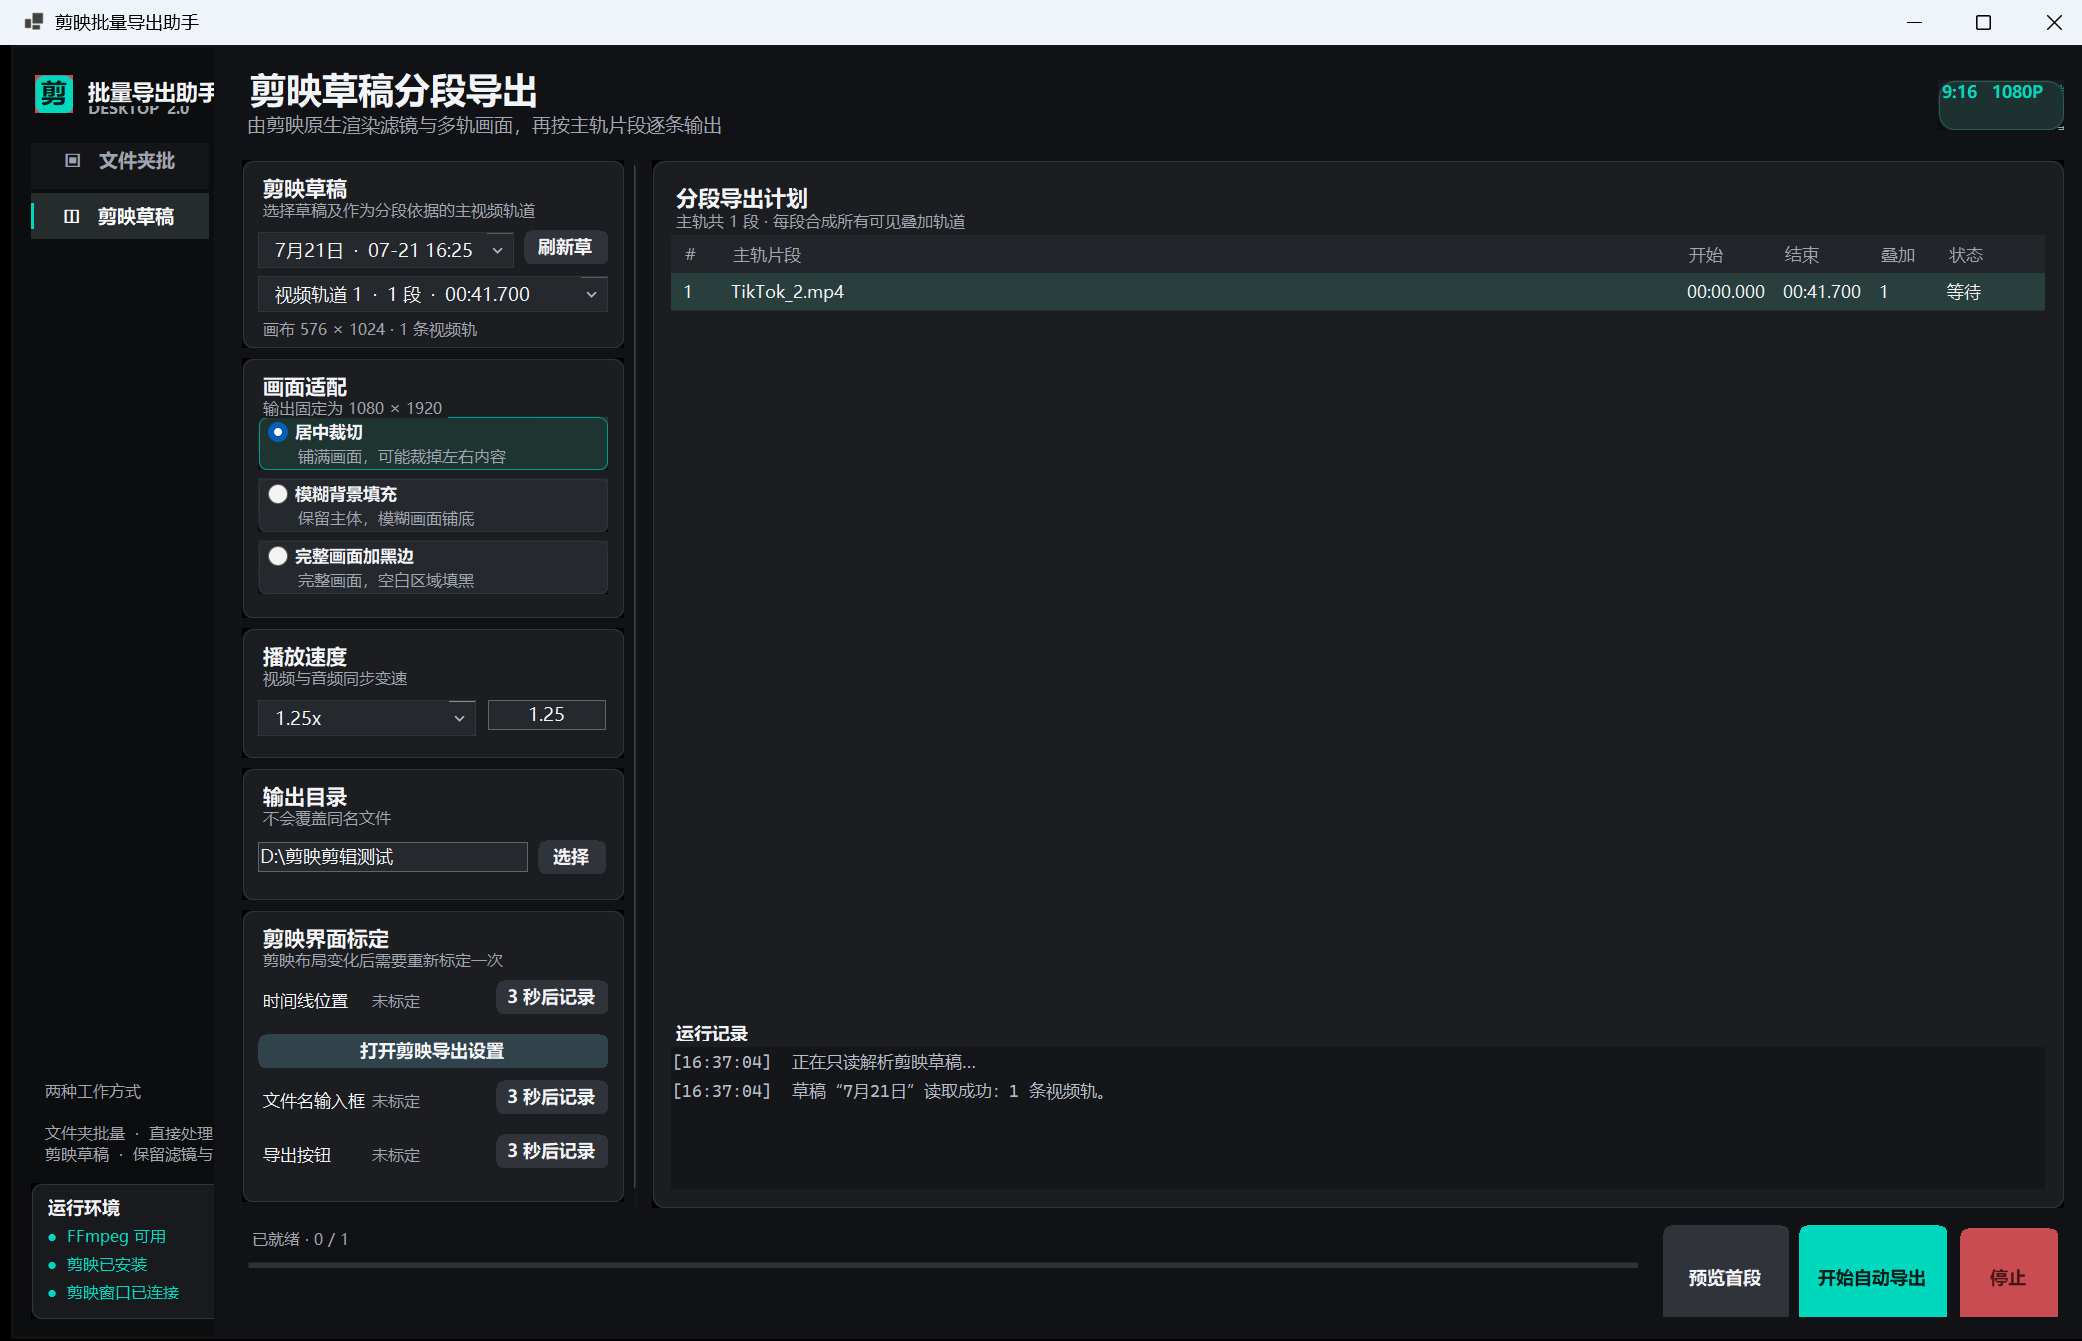 剪映批量导出助手
剪 批量导出助手
DESKTOP 2.0
文件夹批
剪映草稿
两种工作方式
文件夹批量 · 直接处理
剪映草稿 · 保留滤镜与
运行环境
FFmpeg 可用
剪映已安装
剪映窗口已连接
剪映草稿分段导出
由剪映原生渲染滤镜与多轨画面，再按主轨片段逐条输出
9:16 1080P
剪映草稿
选择草稿及作为分段依据的主视频轨道
7月21日 · 07-21 16:25 刷新草
视频轨道 1 · 1 段 · 00:41.700
画布 576 × 1024 · 1 条视频轨
画面适配
输出固定为 1080 × 1920
居中裁切
铺满画面，可能裁掉左右内容
模糊背景填充
保留主体，模糊画面铺底
完整画面加黑边
完整画面，空白区域填黑
播放速度
视频与音频同步变速
1.25x 1.25
输出目录
不会覆盖同名文件
D:\剪映剪辑测试 选择
剪映界面标定
剪映布局变化后需要重新标定一次
时间线位置 未标定 3 秒后记录
打开剪映导出设置
文件名输入框 未标定 3 秒后记录
导出按钮 未标定 3 秒后记录
分段导出计划
主轨共 1 段 · 每段合成所有可见叠加轨道
# 主轨片段 开始 结束 叠加 状态
1 TikTok_2.mp4 00:00.000 00:41.700 1 等待
运行记录
[16:37:04] 正在只读解析剪映草稿...
[16:37:04] 草稿“7月21日”读取成功：1 条视频轨。
已就绪 · 0 / 1
预览首段 开始自动导出 停止